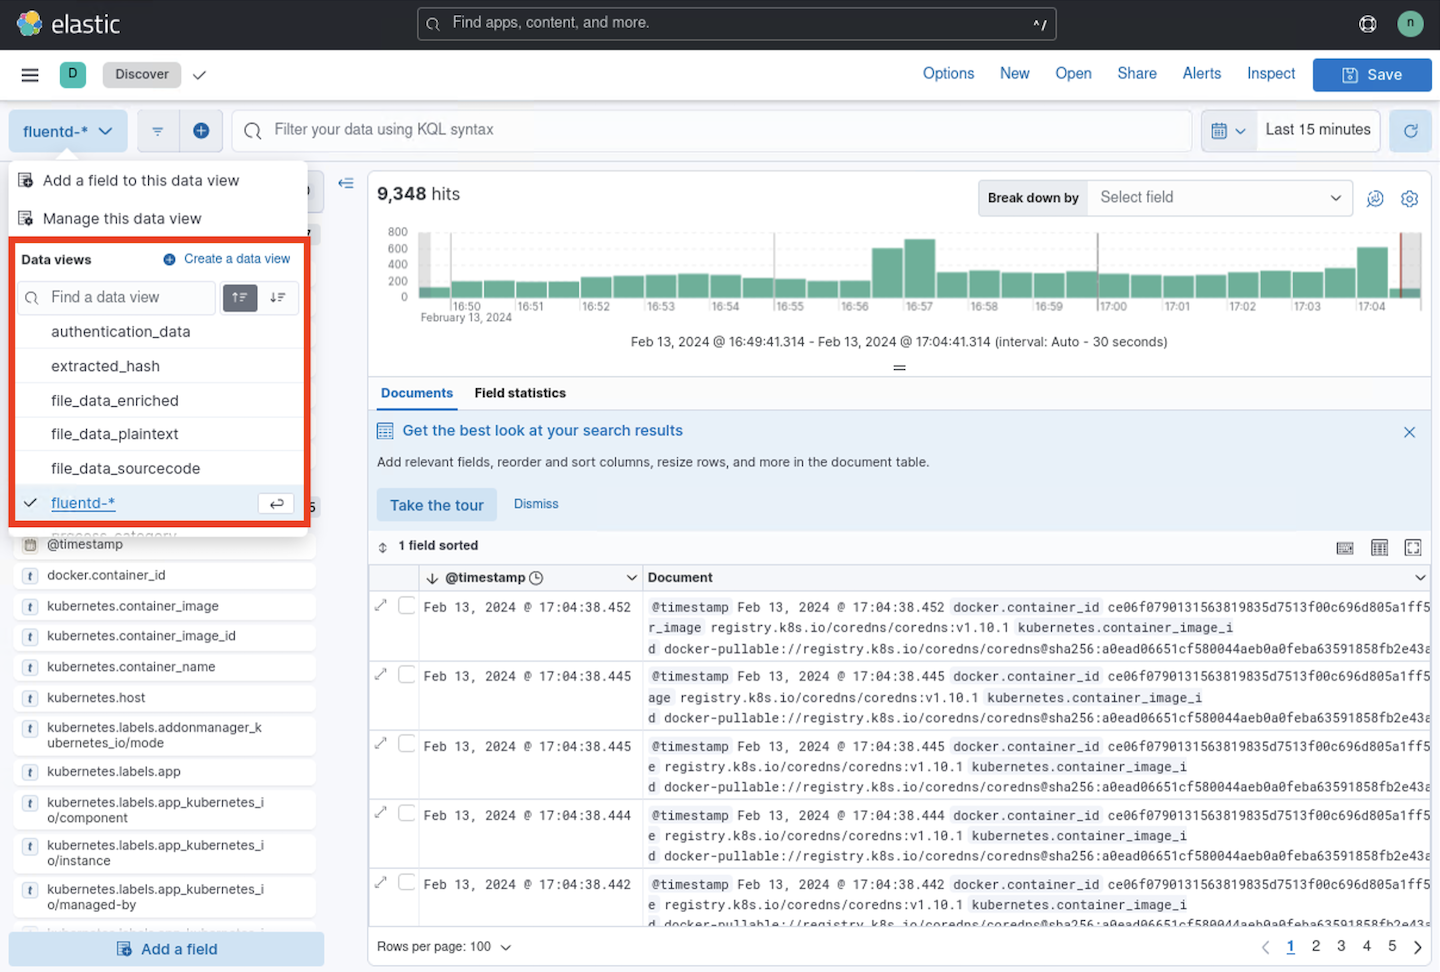 elastic
Find apps, content, and more.
^/
n
D
Discover
Options
New
Open
Share
Alerts
Inspect
Save
fluentd-*
Filter your data using KQL syntax
Last 15 minutes
Add a field to this data view
Manage this data view
Data views
Create a data view
Find a data view
authentication_data
extracted_hash
file_data_enriched
file_data_plaintext
file_data_sourcecode
fluentd-*
process_category
@timestamp
t docker.container_id
t kubernetes.container_image
t kubernetes.container_image_id
t kubernetes.container_name
t kubernetes.host
t kubernetes.labels.addonmanager_k
ubernetes_io/mode
t kubernetes.labels.app
t kubernetes.labels.app_kubernetes_i
o/component
t kubernetes.labels.app_kubernetes_i
o/instance
t kubernetes.labels.app_kubernetes_i
o/managed-by
Add a field
9,348 hits
Break down by
Select field
800
600
400
200
0
16:50 16:51 16:52 16:53 16:54 16:55 16:56 16:57 16:58 16:59 17:00 17:01 17:02 17:03 17:04
February 13, 2024
Feb 13, 2024 @ 16:49:41.314 - Feb 13, 2024 @ 17:04:41.314 (interval: Auto - 30 seconds)
Documents
Field statistics
Get the best look at your search results
Add relevant fields, reorder and sort columns, resize rows, and more in the document table.
Take the tour
Dismiss
1 field sorted
@timestamp
Document
Feb 13, 2024 @ 17:04:38.452
@timestamp Feb 13, 2024 @ 17:04:38.452 docker.container_id ce06f0790131563819835d7513f00c696d805a1ff5
r_image registry.k8s.io/coredns/coredns:v1.10.1 kubernetes.container_image_i
d docker-pullable://registry.k8s.io/coredns/coredns@sha256:a0ead06651cf580044aeb0a0feba63591858fb2e43a
Feb 13, 2024 @ 17:04:38.445
@timestamp Feb 13, 2024 @ 17:04:38.445 docker.container_id ce06f0790131563819835d7513f00c696d805a1ff5
age registry.k8s.io/coredns/coredns:v1.10.1 kubernetes.container_image_i
d docker-pullable://registry.k8s.io/coredns/coredns@sha256:a0ead06651cf580044aeb0a0feba63591858fb2e43a
Feb 13, 2024 @ 17:04:38.445
@timestamp Feb 13, 2024 @ 17:04:38.445 docker.container_id ce06f0790131563819835d7513f00c696d805a1ff5
e registry.k8s.io/coredns/coredns:v1.10.1 kubernetes.container_image_i
d docker-pullable://registry.k8s.io/coredns/coredns@sha256:a0ead06651cf580044aeb0a0feba63591858fb2e43a
Feb 13, 2024 @ 17:04:38.444
@timestamp Feb 13, 2024 @ 17:04:38.444 docker.container_id ce06f0790131563819835d7513f00c696d805a1ff5
e registry.k8s.io/coredns/coredns:v1.10.1 kubernetes.container_image_i
d docker-pullable://registry.k8s.io/coredns/coredns@sha256:a0ead06651cf580044aeb0a0feba63591858fb2e43a
Feb 13, 2024 @ 17:04:38.442
@timestamp Feb 13, 2024 @ 17:04:38.442 docker.container_id ce06f0790131563819835d7513f00c696d805a1ff5
e registry.k8s.io/coredns/coredns:v1.10.1 kubernetes.container_image_i
d docker-pullable://registry.k8s.io/coredns/coredns@sha256:a0ead06651cf580044aeb0a0feba63591858fb2e43a
Rows per page: 100
1 2 3 4 5